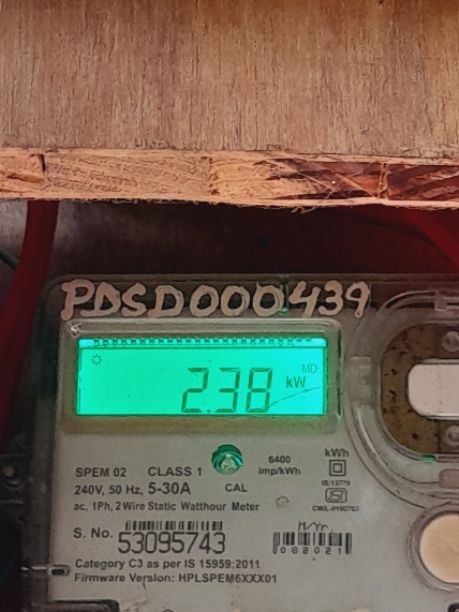 PDSD000439
MD
2.38 kW
SPEM 02 CLASS 1 6400 imp/kWh kWh
240V, 50 Hz, 5-30A CAL
IS:13779
ac, 1Ph, 2 Wire Static Watthour Meter
M/Yr.
S. No. 53095743
082021
Category C3 as per IS 15959:2011
Firmware Version: HPLSPEM6XXX01